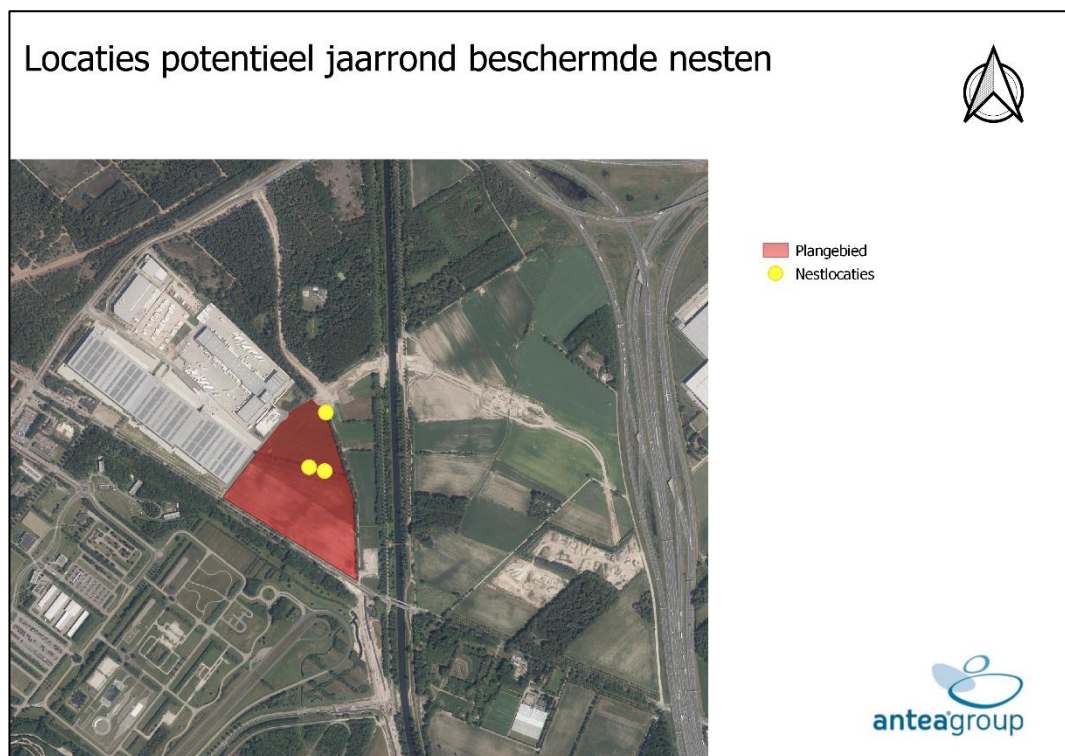 Locaties potentieel jaarrond beschermde nesten
Plangebied
Nestlocaties
anteagroup